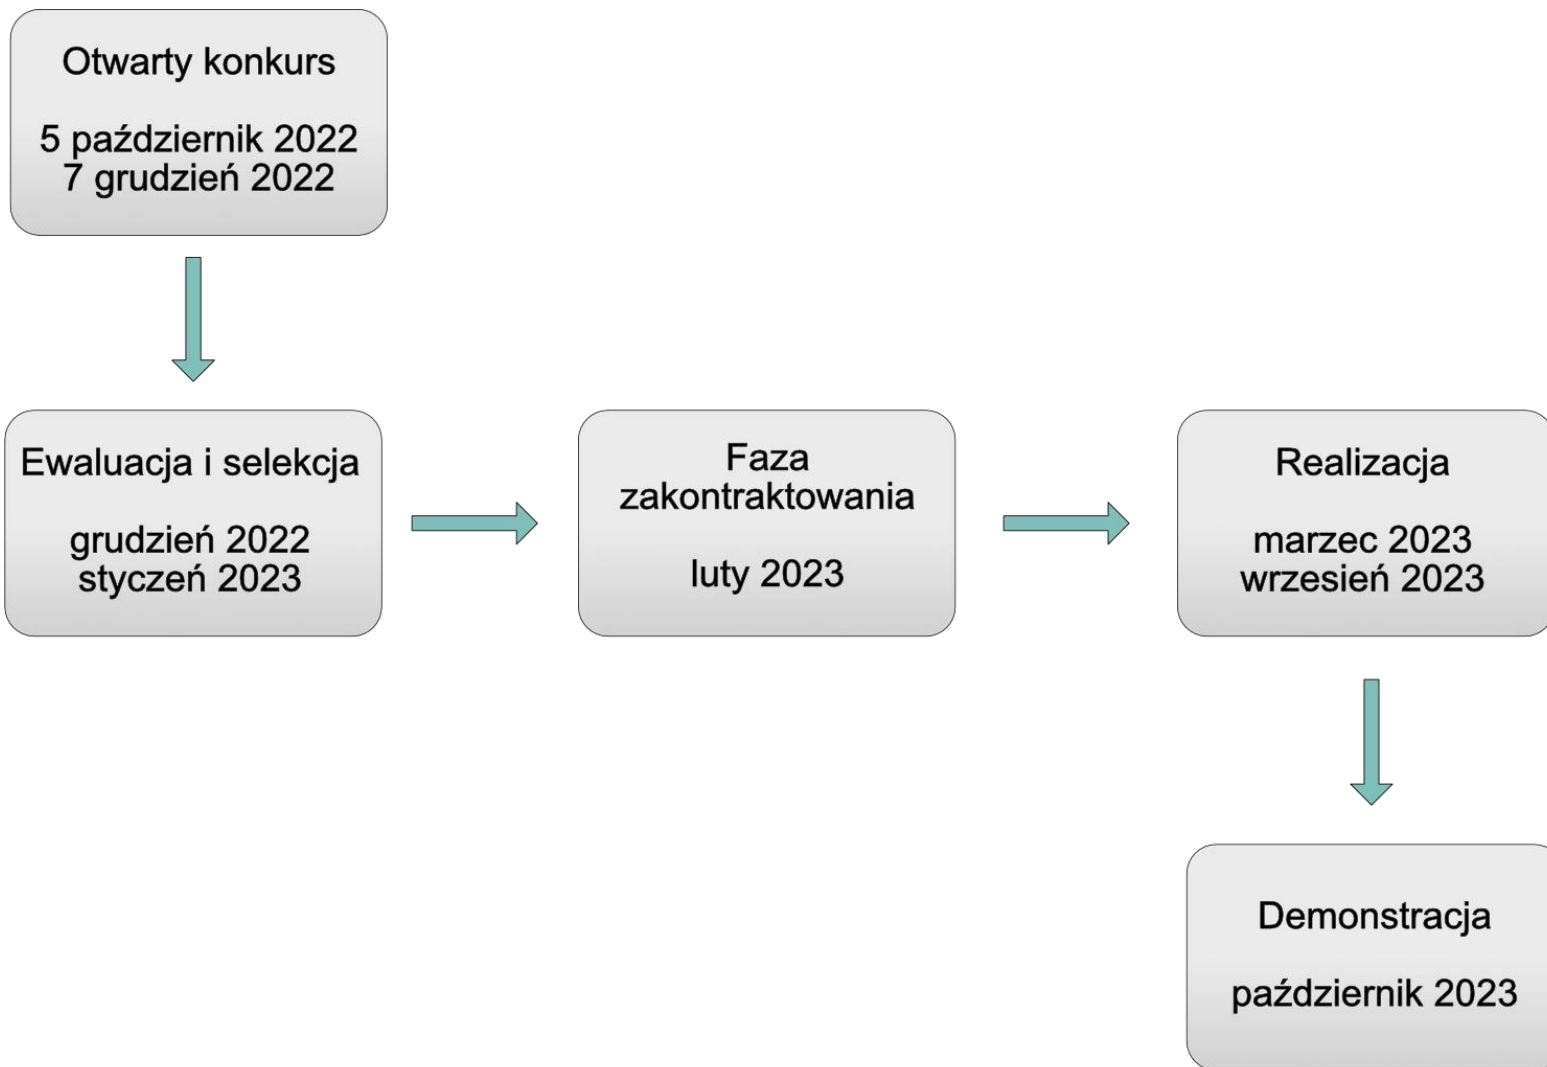 Otwarty konkurs
5 październik 2022
7 grudzień 2022
Ewaluacja i selekcja
grudzień 2022
styczeń 2023
Faza
zakontraktowania
luty 2023
Realizacja
marzec 2023
wrzesień 2023
Demonstracja
październik 2023